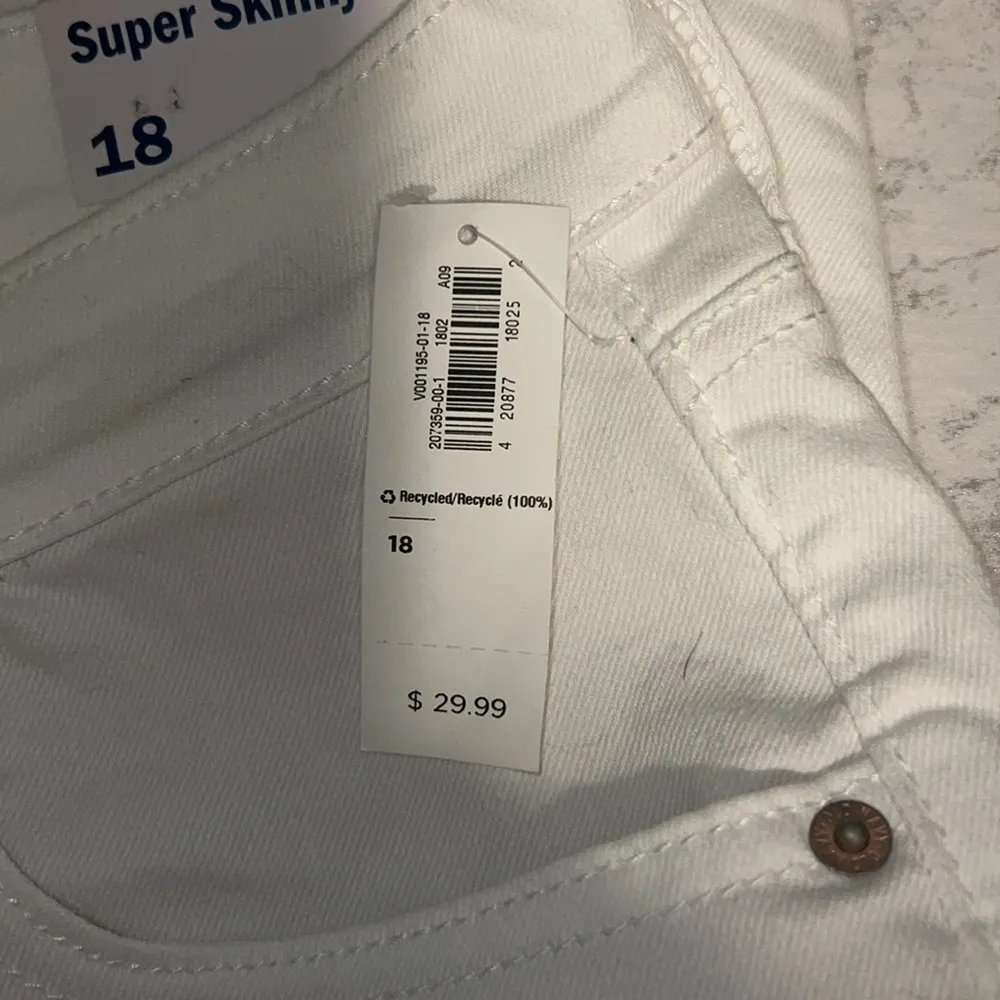 Super Skinny
18
A09
V001195-01-18
207359-00-1 1802
4 20877 18025 2
Recycled/Recyclé (100%)
18
$ 29.99